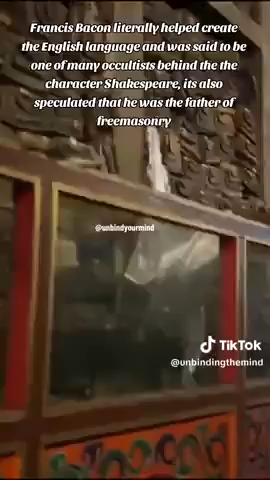 Francis Bacon literally helped create
the English language and was said to be
one of many occultists behind the the
character Shakespeare, its also
speculated that he was the father of
freemasonry
@unbindyourmind
TikTok
@unbindingthemind